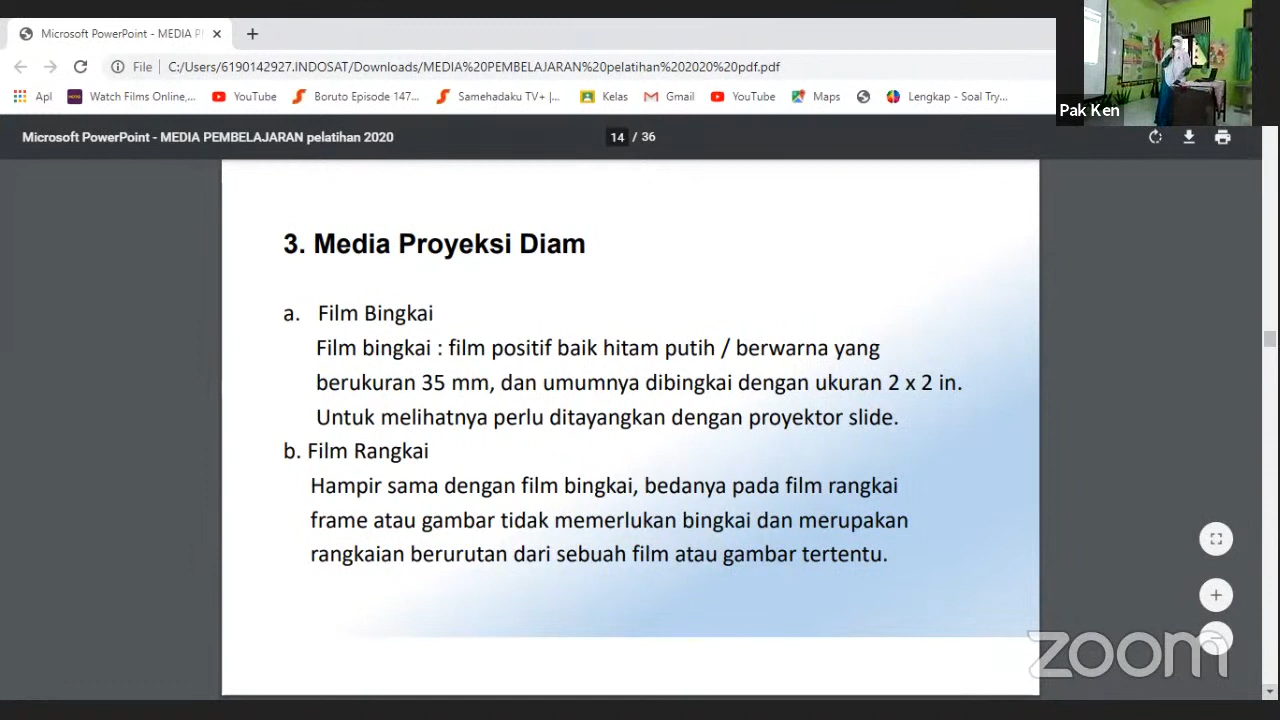 Microsoft PowerPoint - MEDIA P
File
C:/Users/6190142927.INDOSAT/Downloads/MEDIA%20PEMBELAJARAN%20pelatihan%202020%20pdf.pdf
Apl
Watch Films Online,...
YouTube
Boruto Episode 147...
Samehadaku TV+ |...
Kelas
Gmail
YouTube
Maps
Lengkap - Soal Try...
Pak Ken
Microsoft PowerPoint - MEDIA PEMBELAJARAN pelatihan 2020
14 / 36
3. Media Proyeksi Diam
a. Film Bingkai
Film bingkai : film positif baik hitam putih / berwarna yang
berukuran 35 mm, dan umumnya dibingkai dengan ukuran 2 x 2 in.
Untuk melihatnya perlu ditayangkan dengan proyektor slide.
b. Film Rangkai
Hampir sama dengan film bingkai, bedanya pada film rangkai
frame atau gambar tidak memerlukan bingkai dan merupakan
rangkaian berurutan dari sebuah film atau gambar tertentu.
zoom